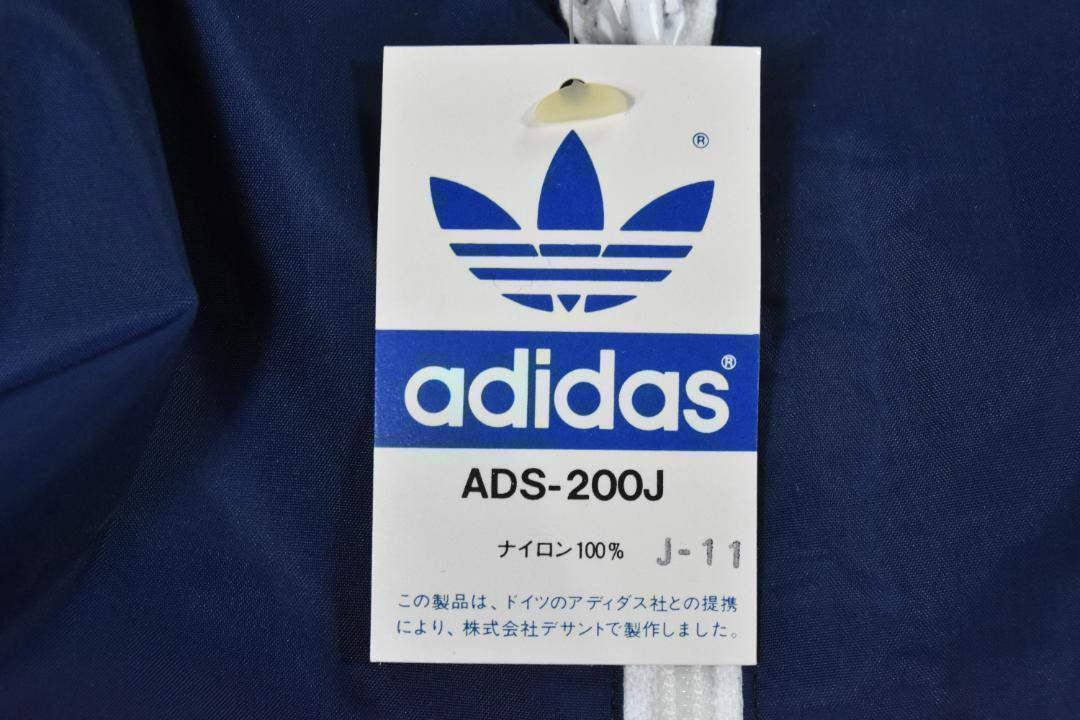 ®
adidas®
ADS-200J
ナイロン100% J-11
この製品は、ドイツのアディダス社との提携
により、株式会社デサントで製作しました。